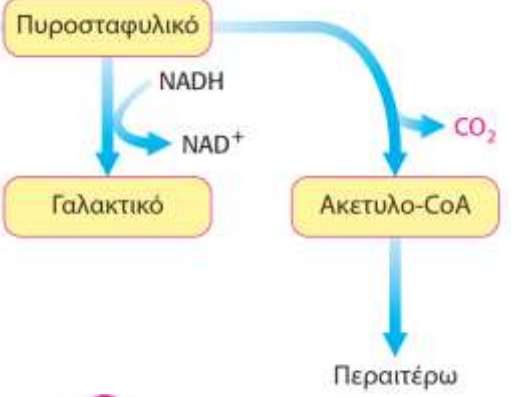 Πυροσταφυλικό
NADH
NAD⁺
CO₂
Γαλακτικό
Ακετυλο-CoA
Περαιτέρω